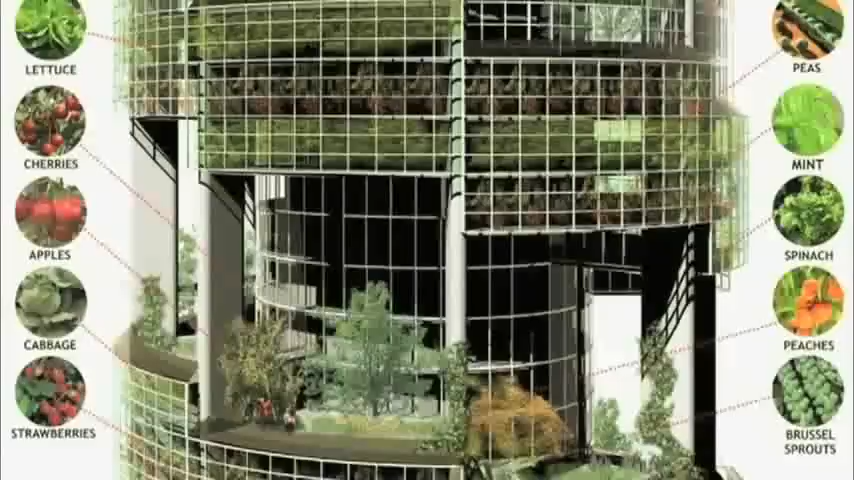 LETTUCE
CHERRIES
APPLES
CABBAGE
STRAWBERRIES
PEAS
MINT
SPINACH
PEACHES
BRUSSEL
SPROUTS